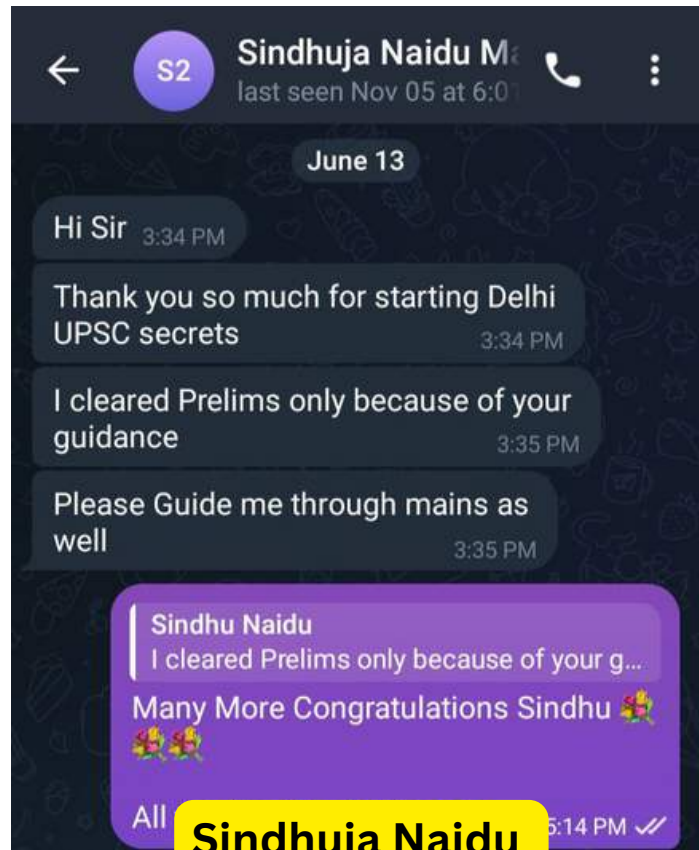 S2
Sindhuja Naidu
last seen Nov 05 at
June 13
Hi Sir 3:34 PM
Thank you so much for starting Delhi
UPSC secrets 3:34 PM
I cleared Prelims only because of your
guidance 3:35 PM
Please Guide me through mains as
well 3:35 PM
Sindhu Naidu
I cleared Prelims only because of your g...
Many More Congratulations Sindhu 💐
💐💐
All 5:14 PM
Sindhuja Naidu